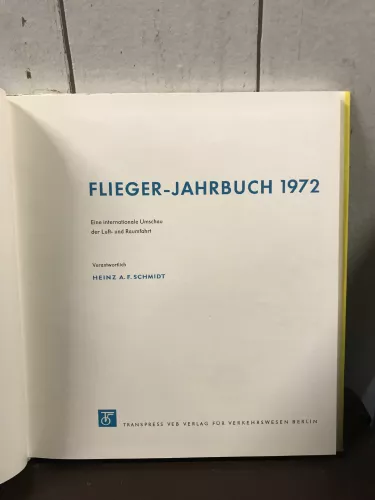 FLIEGER-JAHRBUCH 1972
Eine internationale Umschau
der Luft- und Raumfahrt
Verantwortlich
HEINZ A. F. SCHMIDT
TRANSPRESS VEB VERLAG FÜR VERKEHRSWESEN BERLIN